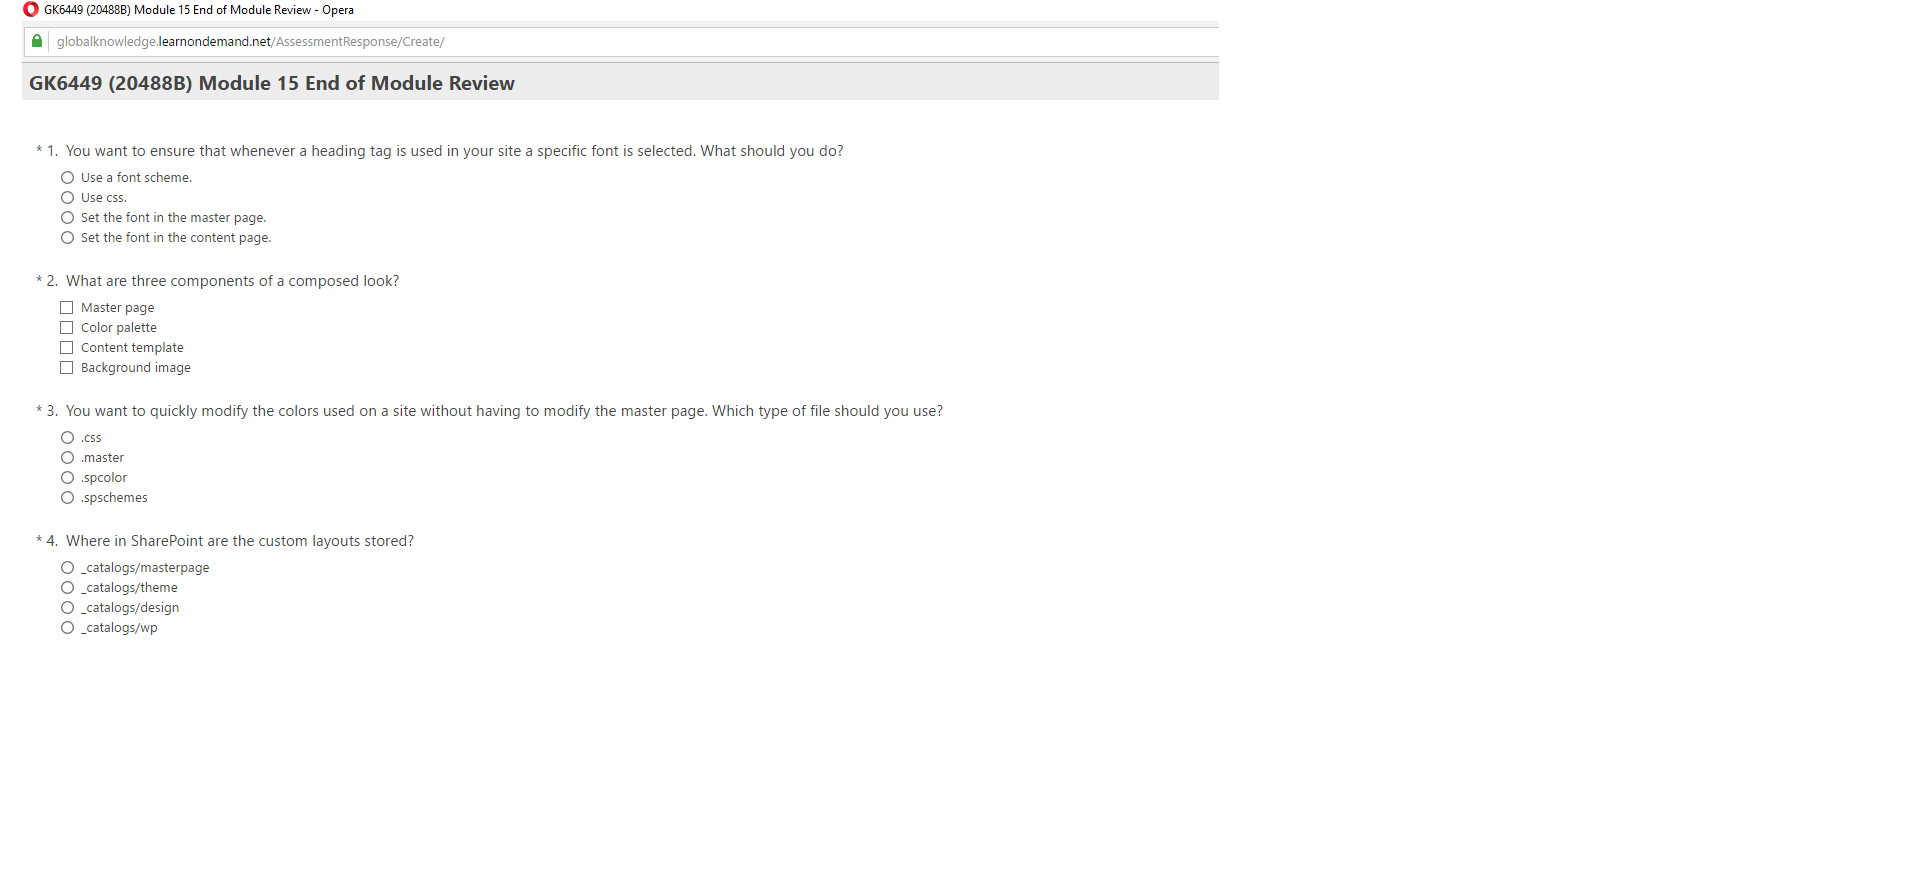 GK6449 (20488B) Module 15 End of Module Review - Opera
globalknowledge.learnondemand.net/AssessmentResponse/Create/
GK6449 (20488B) Module 15 End of Module Review
* 1. You want to ensure that whenever a heading tag is used in your site a specific font is selected. What should you do?
Use a font scheme.
Use css.
Set the font in the master page.
Set the font in the content page.
* 2. What are three components of a composed look?
Master page
Color palette
Content template
Background image
* 3. You want to quickly modify the colors used on a site without having to modify the master page. Which type of file should you use?
.css
.master
.spcolor
.spschemes
* 4. Where in SharePoint are the custom layouts stored?
_catalogs/masterpage
_catalogs/theme
_catalogs/design
_catalogs/wp